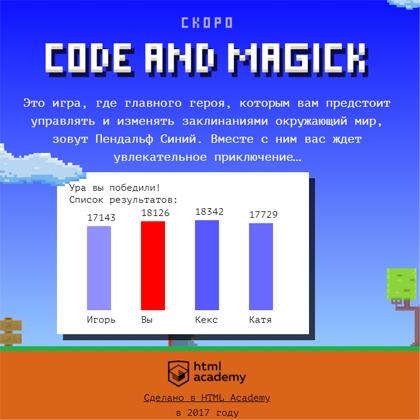 СКОРО
CODE AND MAGICK
Это игра, где главного героя, которым вам предстоит
управлять и изменять заклинаниями окружающий мир,
зовут Пендальф Синий. Вместе с ним вас ждет
увлекательное приключение…
Ура вы победили!
Список результатов:
17143 18126 18342 17729
Игорь Вы Кекс Катя
html
academy
Сделано в HTML Academy
в 2017 году